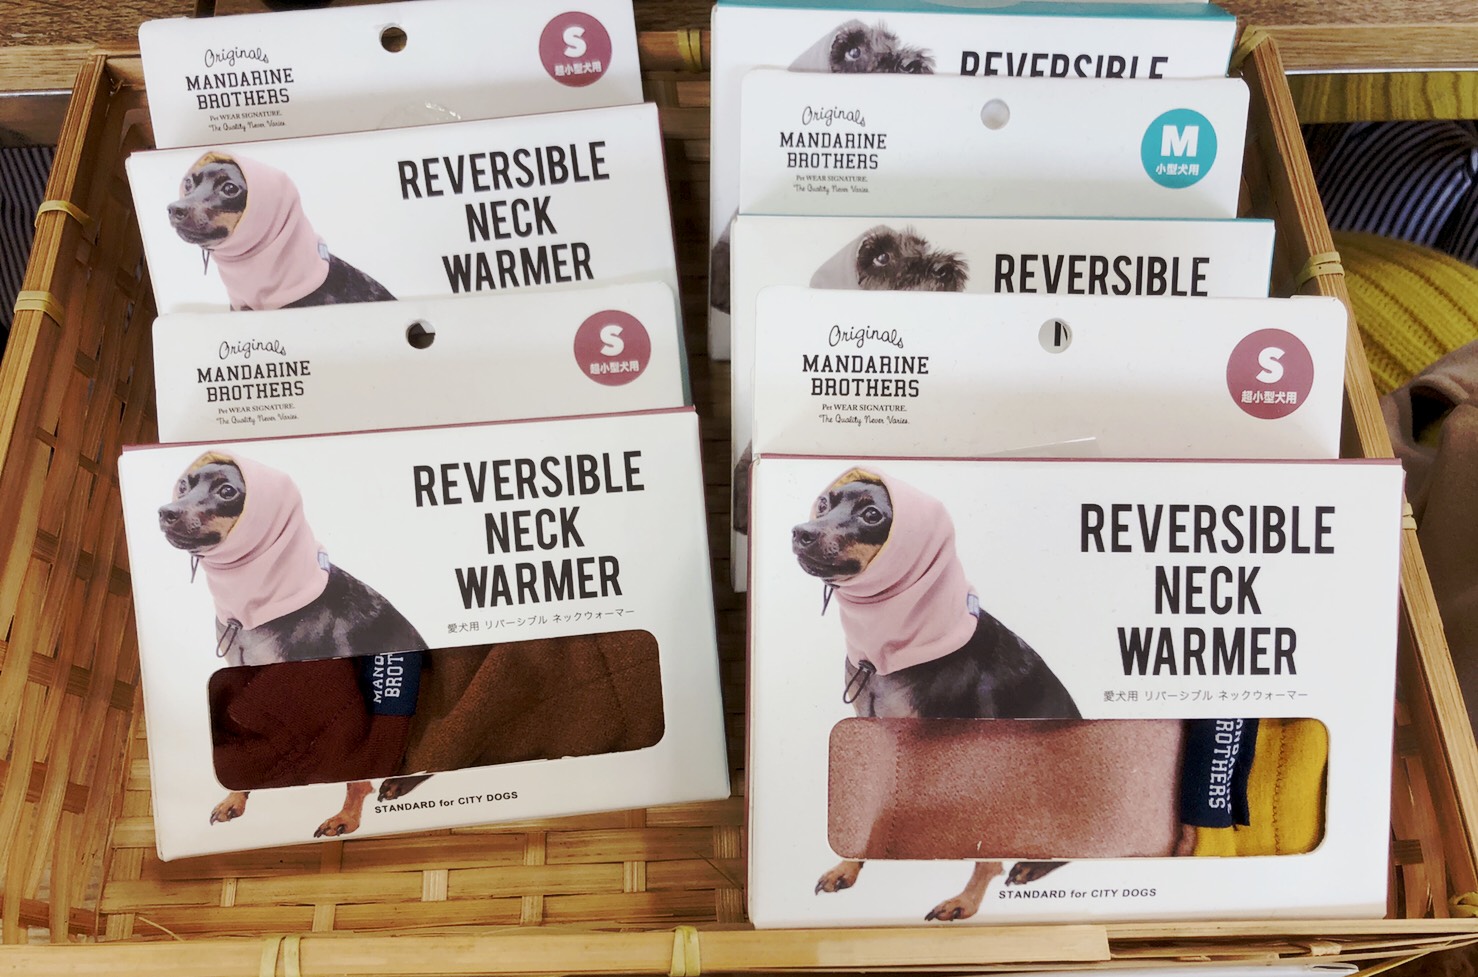 Originals
MANDARINE
BROTHERS
Pet WEAR SIGNATURE.
"The Quality Never Varies.
S
超小型犬用
REVERSIBLE
NECK
WARMER
Originals
MANDARINE
BROTHERS
Pet WEAR SIGNATURE.
"The Quality Never Varies.
S
超小型犬用
REVERSIBLE
NECK
WARMER
愛犬用 リバーシブル ネックウォーマー
MAND
BROT
STANDARD for CITY DOGS
REVERSIBLE
Originals
MANDARINE
BROTHERS
Pet WEAR SIGNATURE.
"The Quality Never Varies.
M
小型犬用
REVERSIBLE
Originals
MANDARINE
BROTHERS
Pet WEAR SIGNATURE.
"The Quality Never Varies.
S
超小型犬用
REVERSIBLE
NECK
WARMER
愛犬用 リバーシブル ネックウォーマー
ROTHERS
STANDARD for CITY DOGS